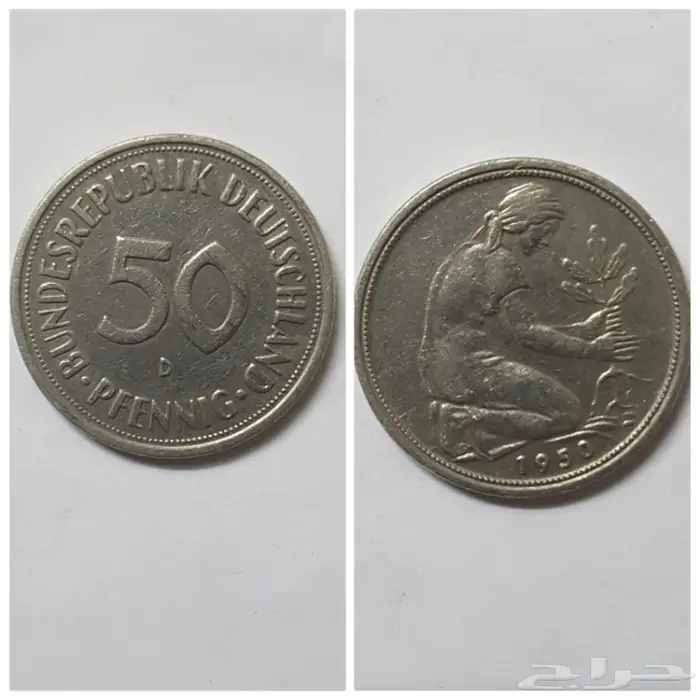 BUNDESREPUBLIK DEUTSCHLAND
50
D
· PFENNIG ·
1950
حراج